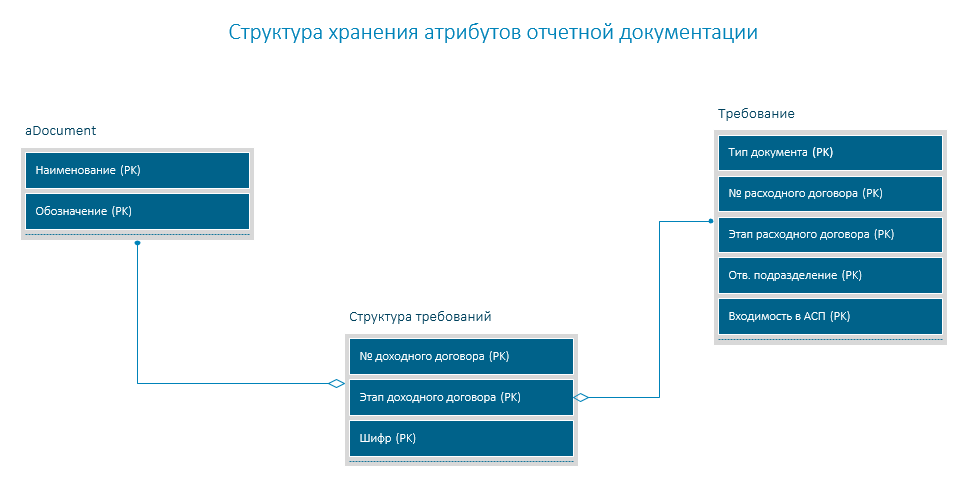 Структура хранения атрибутов отчетной документации
aDocument
Наименование (PK)
Обозначение (PK)
Структура требований
№ доходного договора (PK)
Этап доходного договора (PK)
Шифр (PK)
Требование
Тип документа (PK)
№ расходного договора (PK)
Этап расходного договора (PK)
Отв. подразделение (PK)
Входимость в АСП (PK)